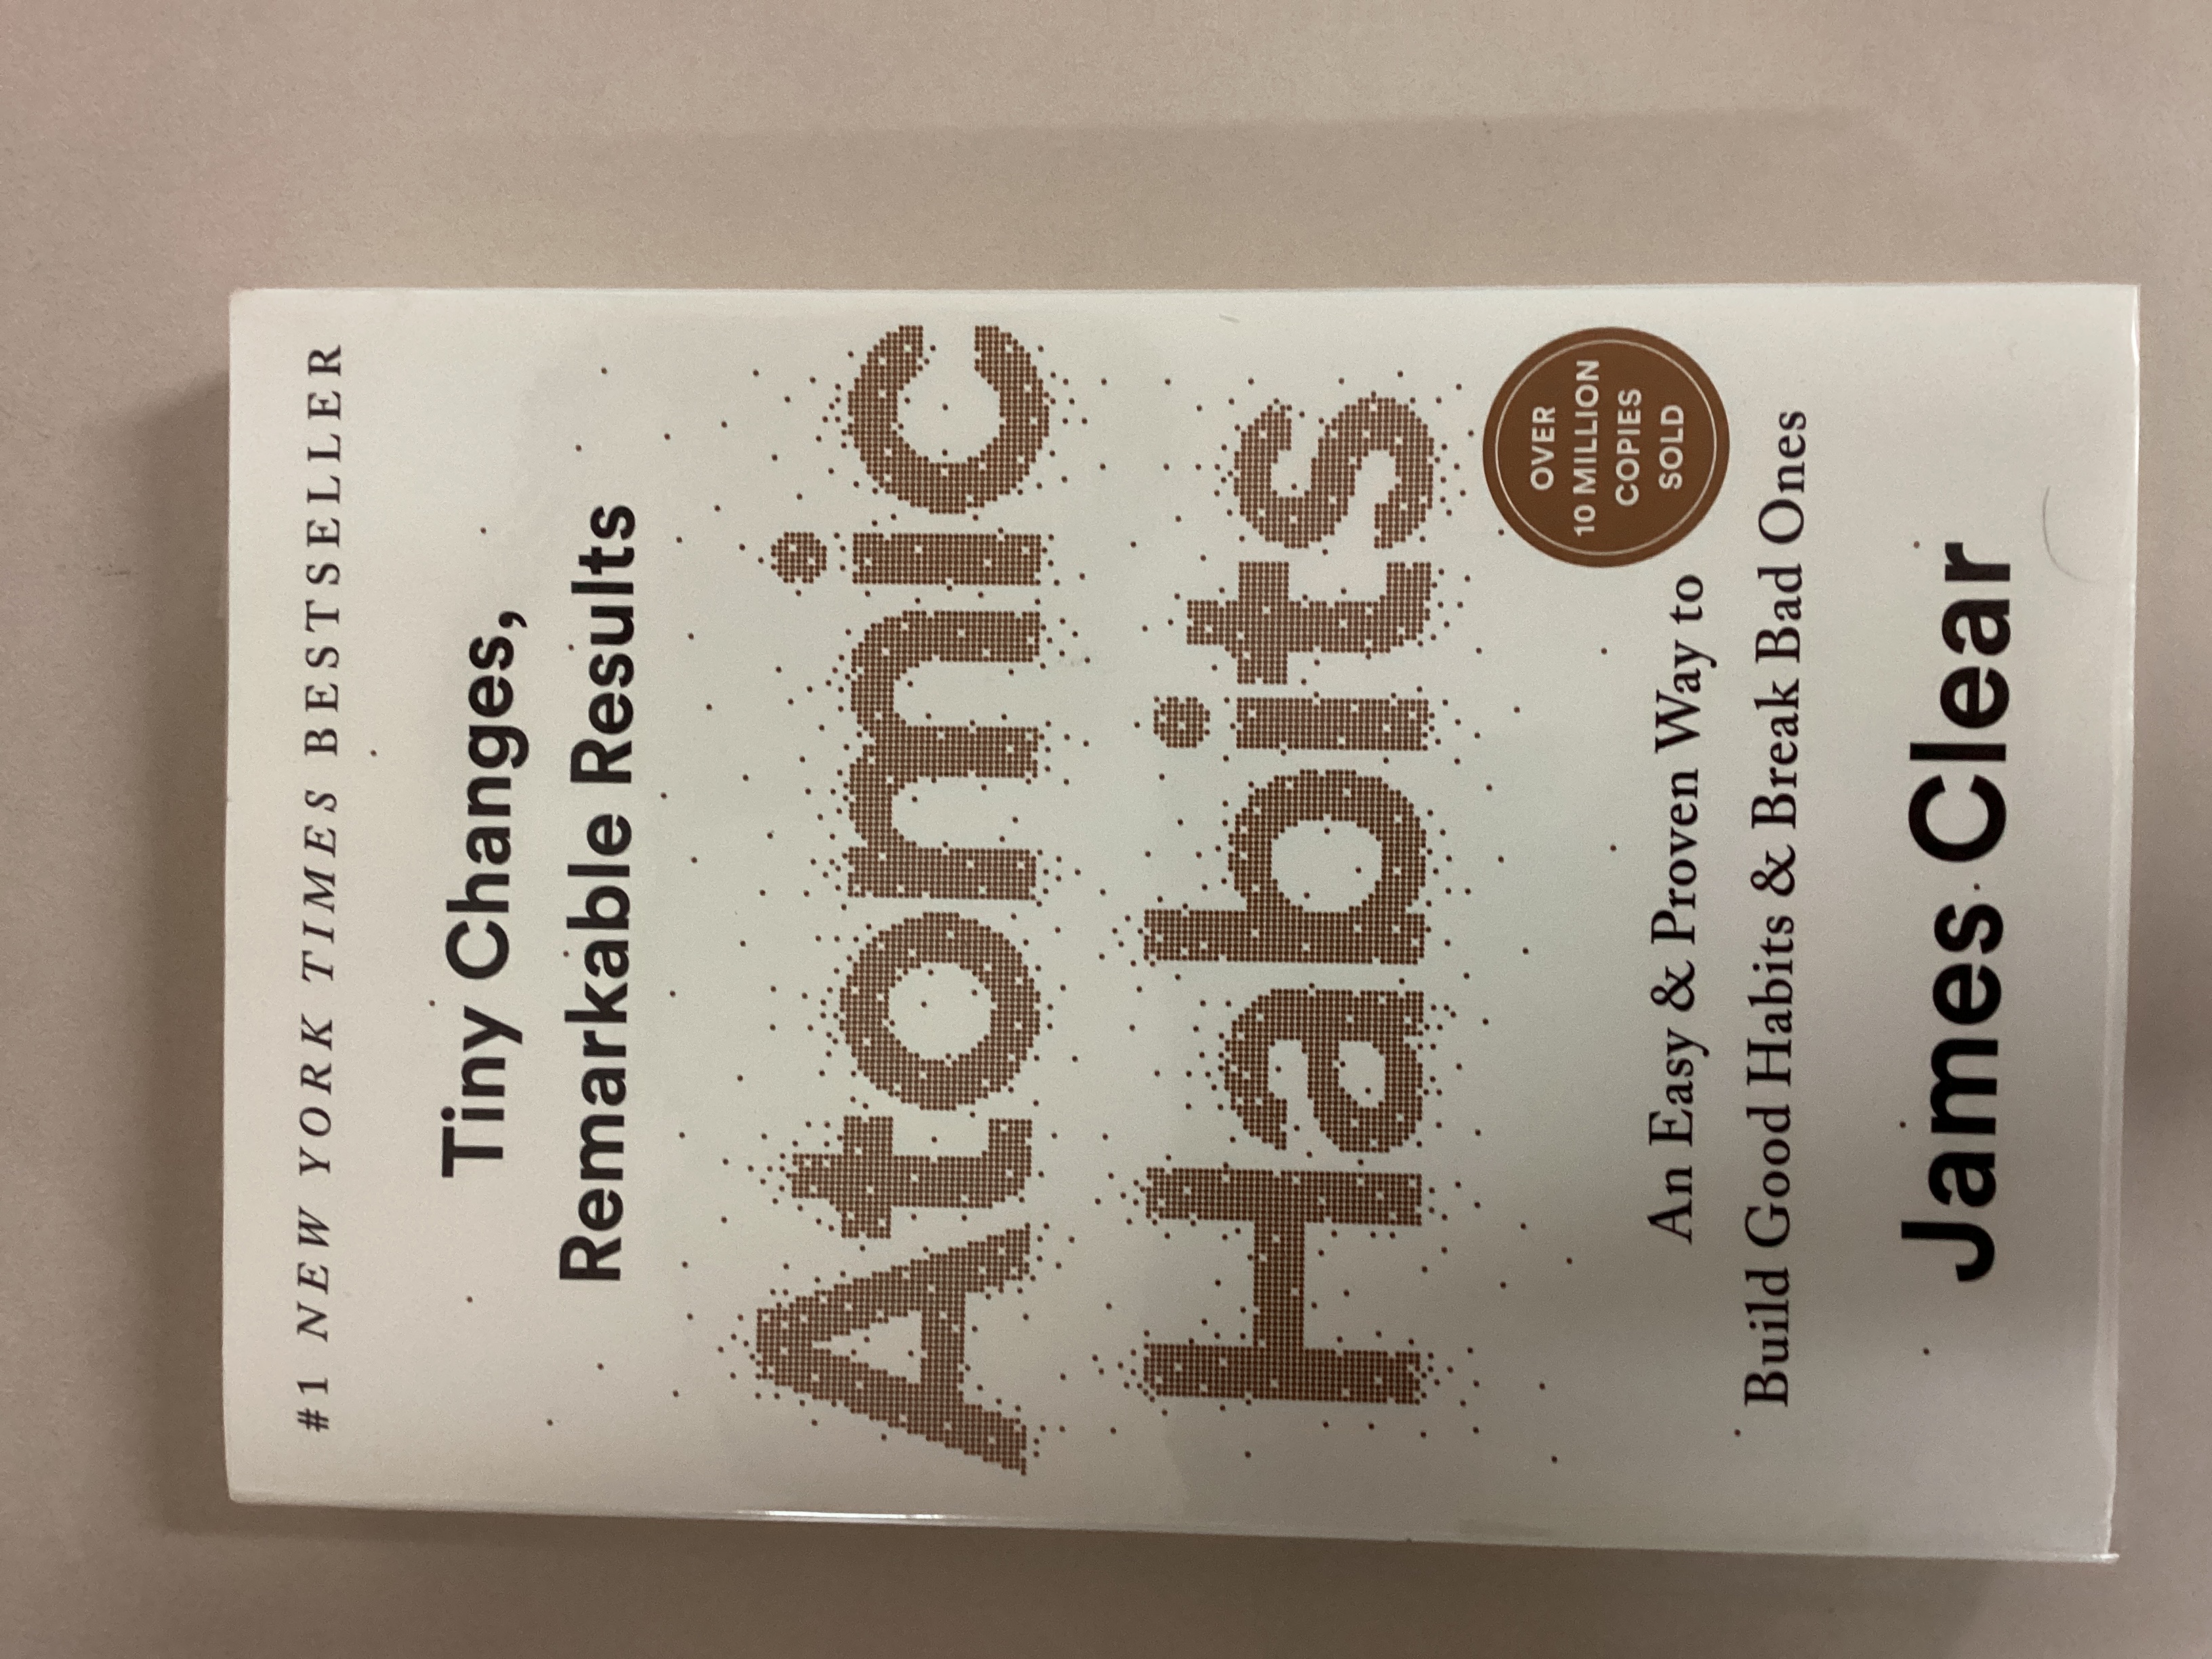 #1 NEW YORK TIMES BESTSELLER
Tiny Changes,
Remarkable Results
Atomic
Habits
OVER
10 MILLION
COPIES
SOLD
An Easy & Proven Way to
Build Good Habits & Break Bad Ones
James Clear